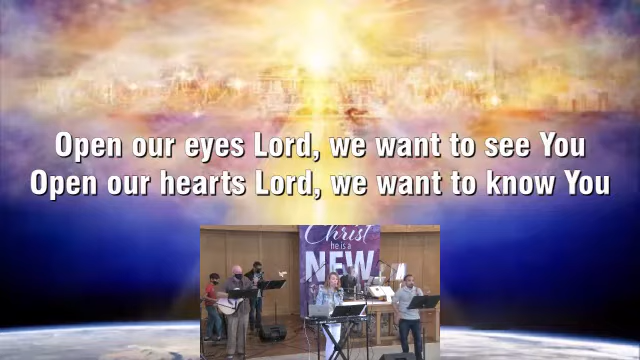 Open our eyes Lord, we want to see You
Open our hearts Lord, we want to know You
Christ
he is a
NEW